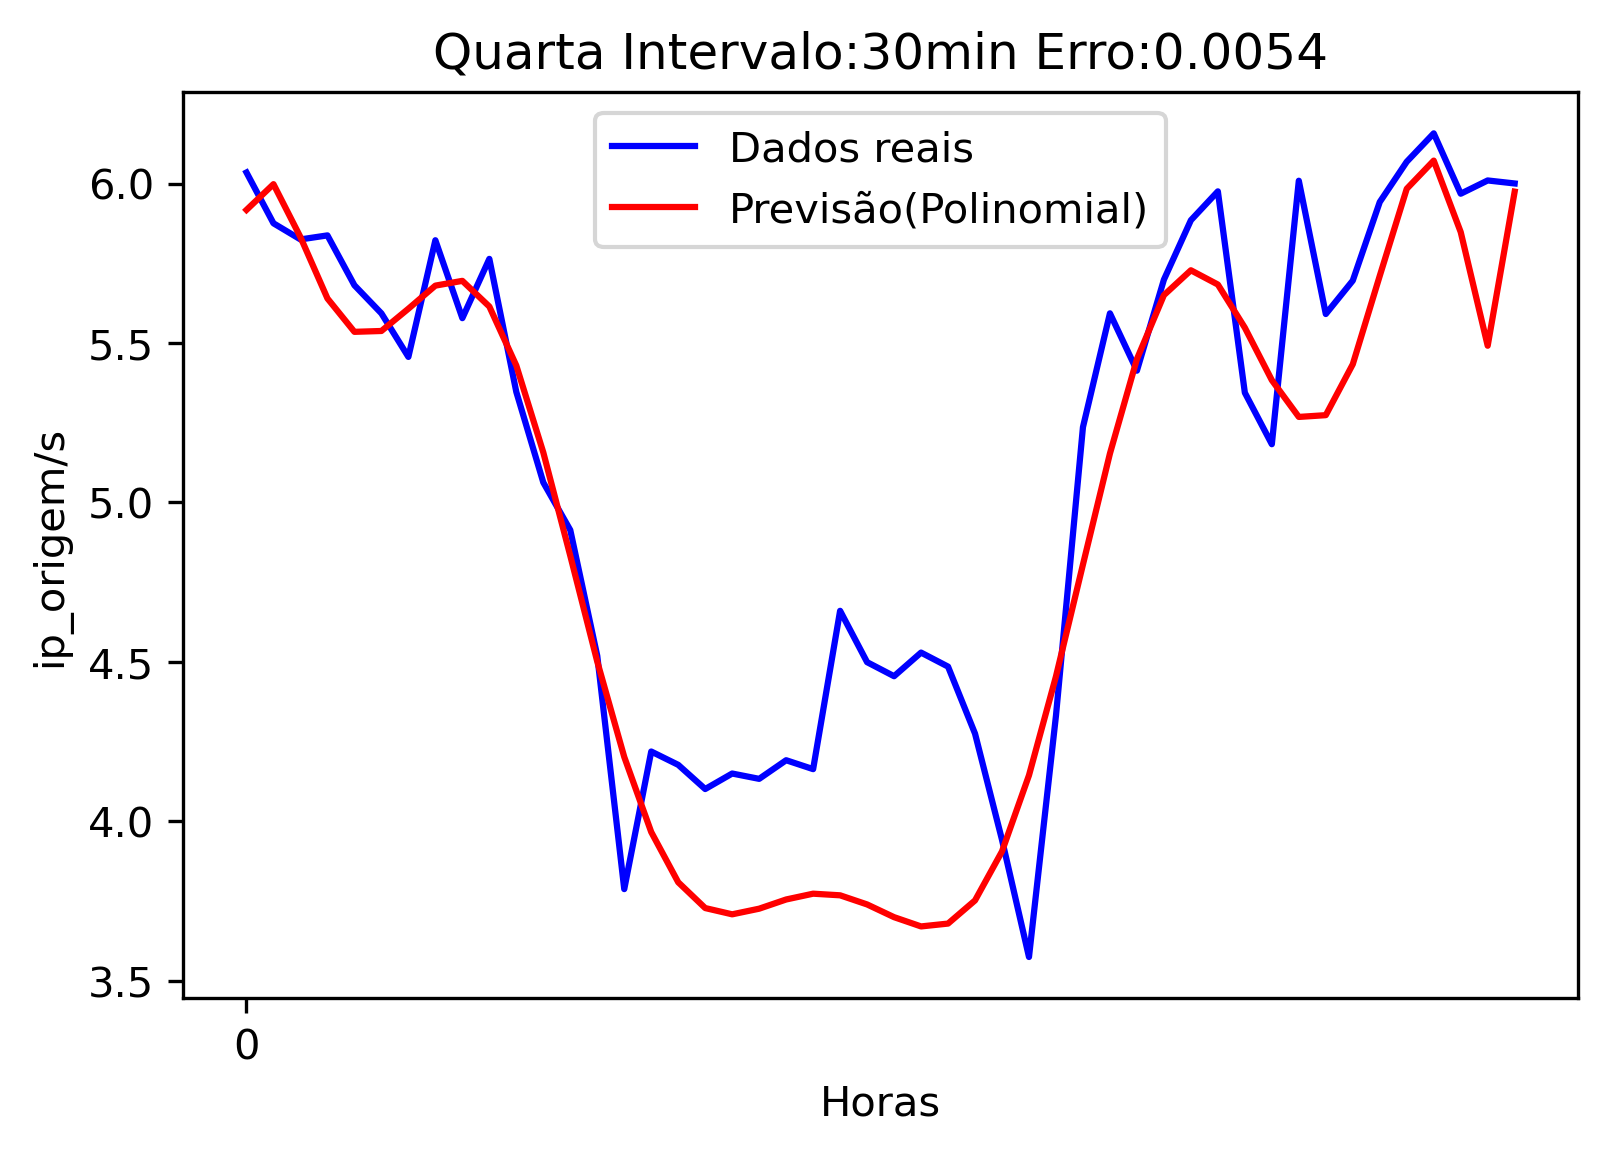 Quarta Intervalo:30min Erro:0.0054
Dados reais
Previsão(Polinomial)
6.0
5.5
5.0
4.5
4.0
3.5
ip_origem/s
0
Horas